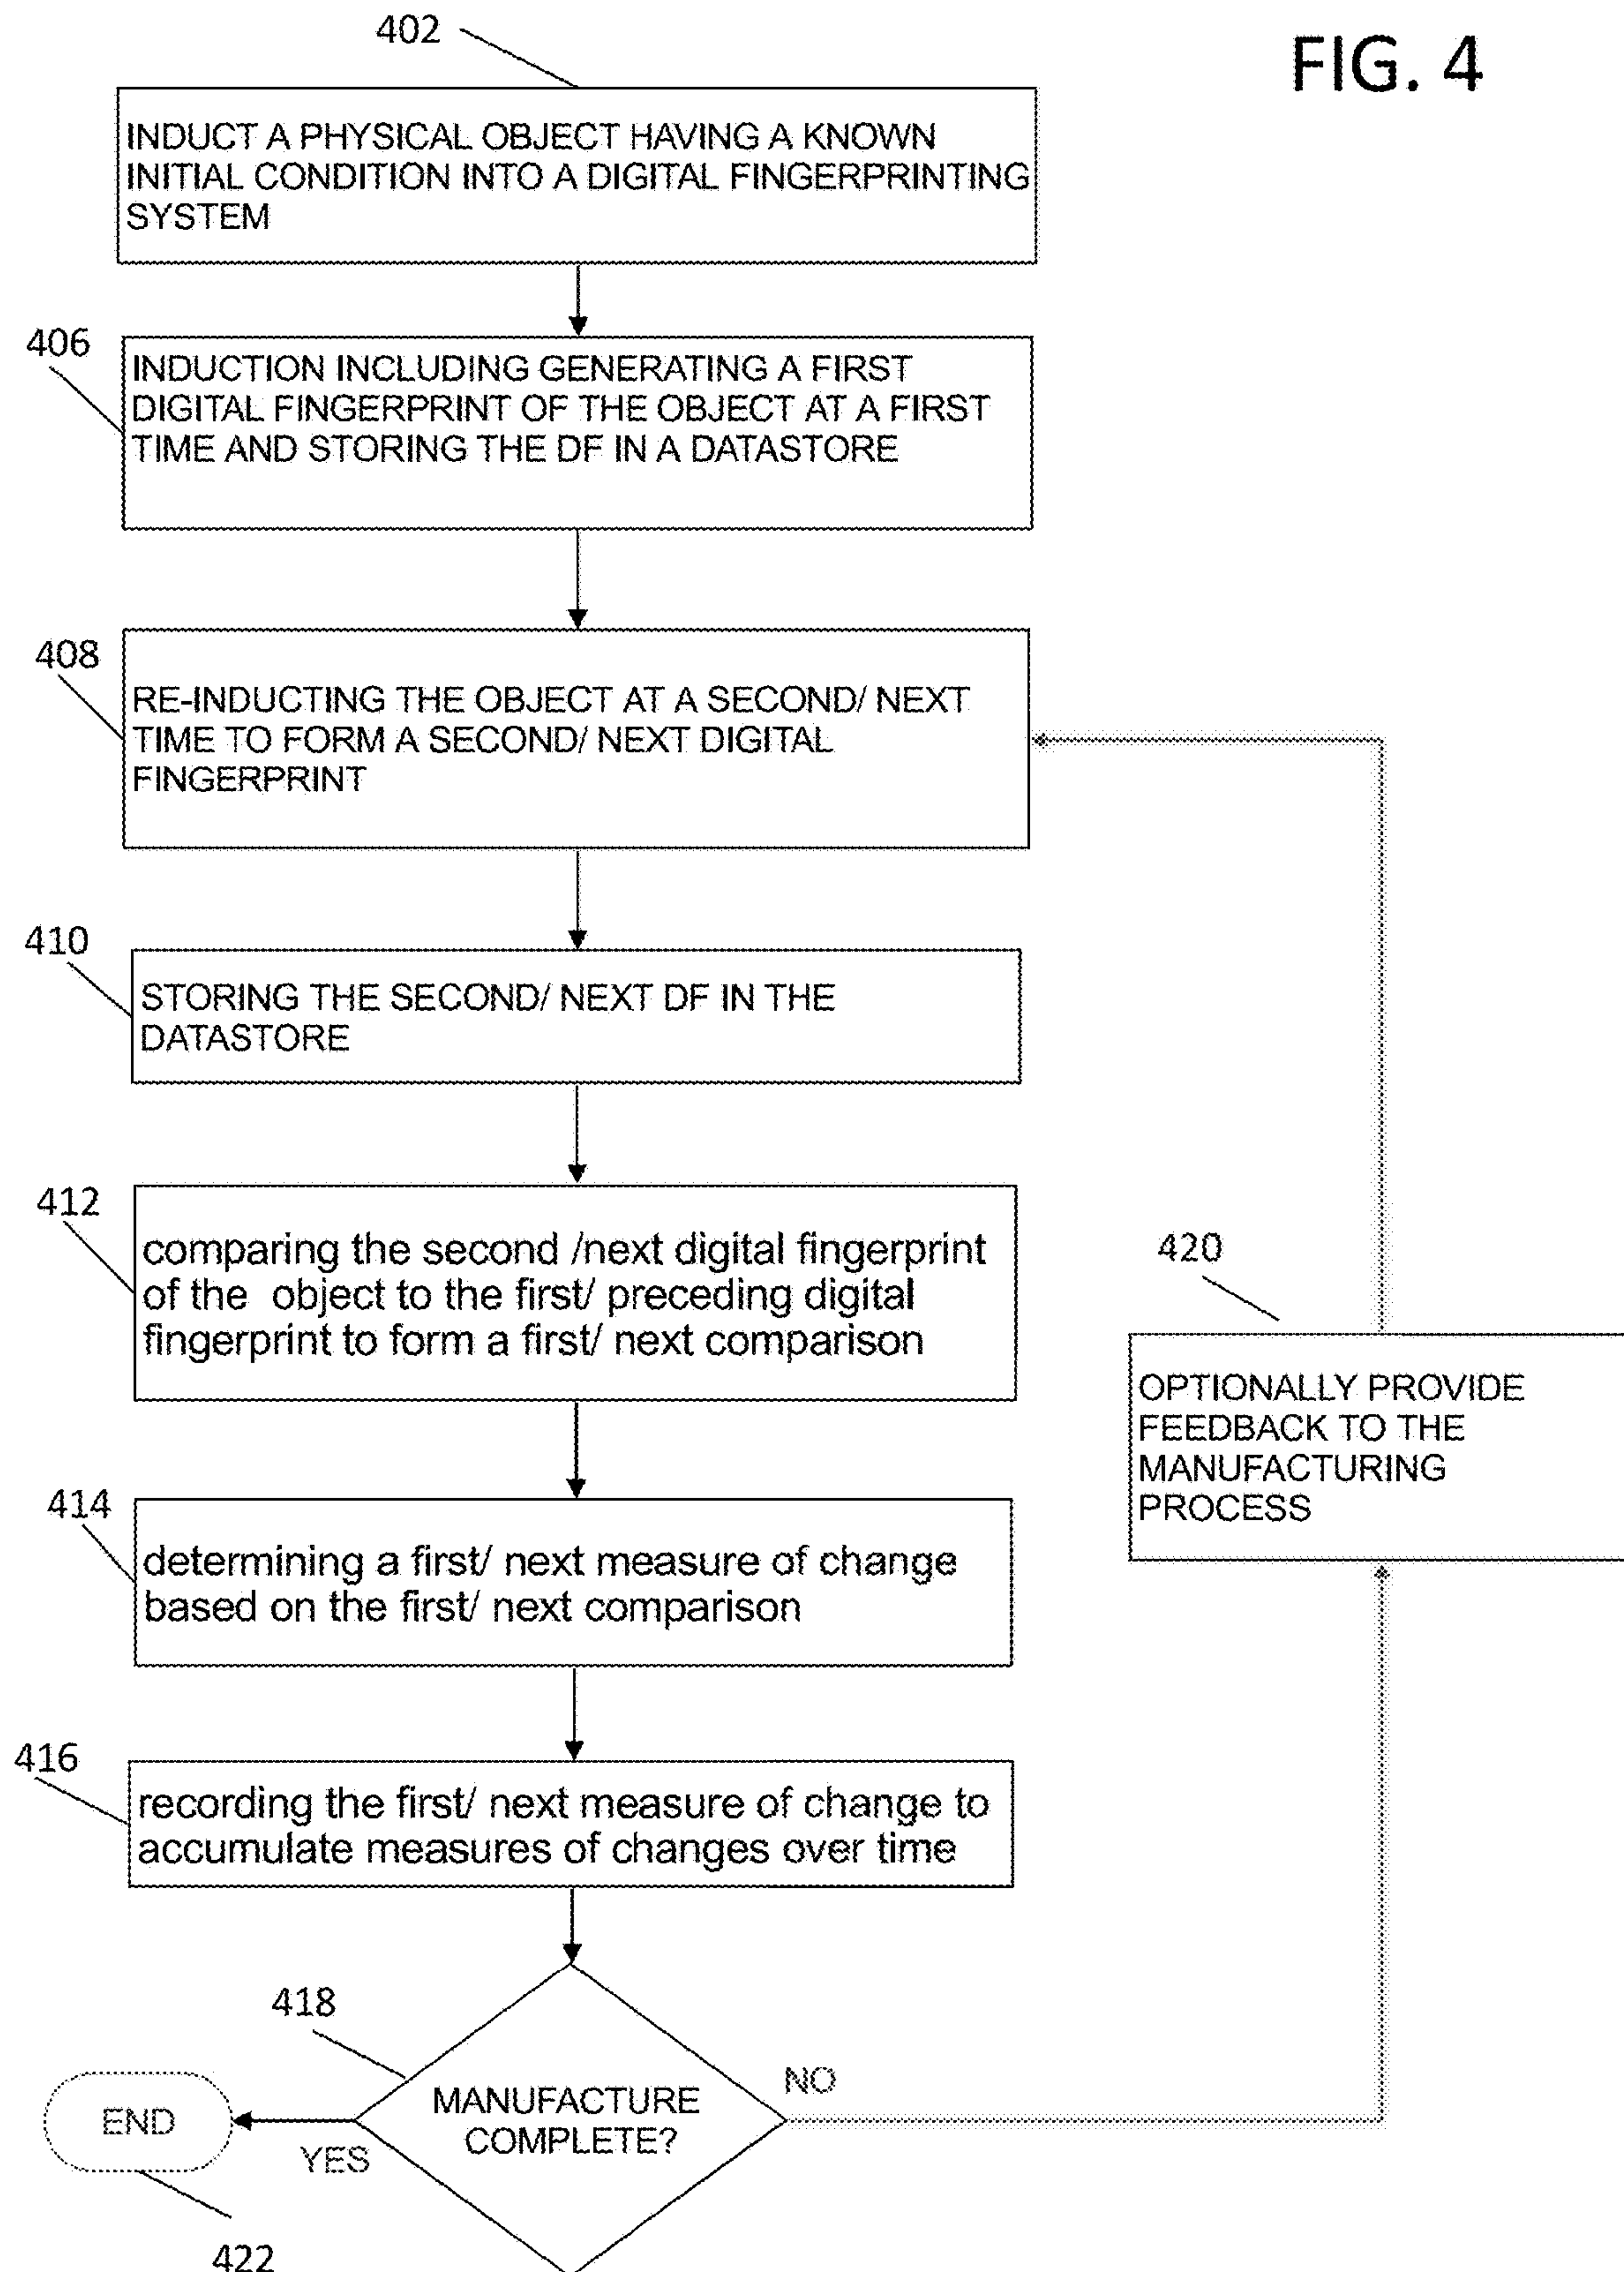 402
FIG. 4
INDUCT A PHYSICAL OBJECT HAVING A KNOWN
INITIAL CONDITION INTO A DIGITAL FINGERPRINTING
SYSTEM
406
INDUCTION INCLUDING GENERATING A FIRST
DIGITAL FINGERPRINT OF THE OBJECT AT A FIRST
TIME AND STORING THE DF IN A DATASTORE
408
RE-INDUCTING THE OBJECT AT A SECOND/ NEXT
TIME TO FORM A SECOND/ NEXT DIGITAL
FINGERPRINT
410
STORING THE SECOND/ NEXT DF IN THE
DATASTORE
412
comparing the second /next digital fingerprint
of the object to the first/ preceding digital
fingerprint to form a first/ next comparison
420
OPTIONALLY PROVIDE
FEEDBACK TO THE
MANUFACTURING
PROCESS
414
determining a first/ next measure of change
based on the first/ next comparison
416
recording the first/ next measure of change to
accumulate measures of changes over time
418
MANUFACTURE
COMPLETE?
NO
END
YES
422